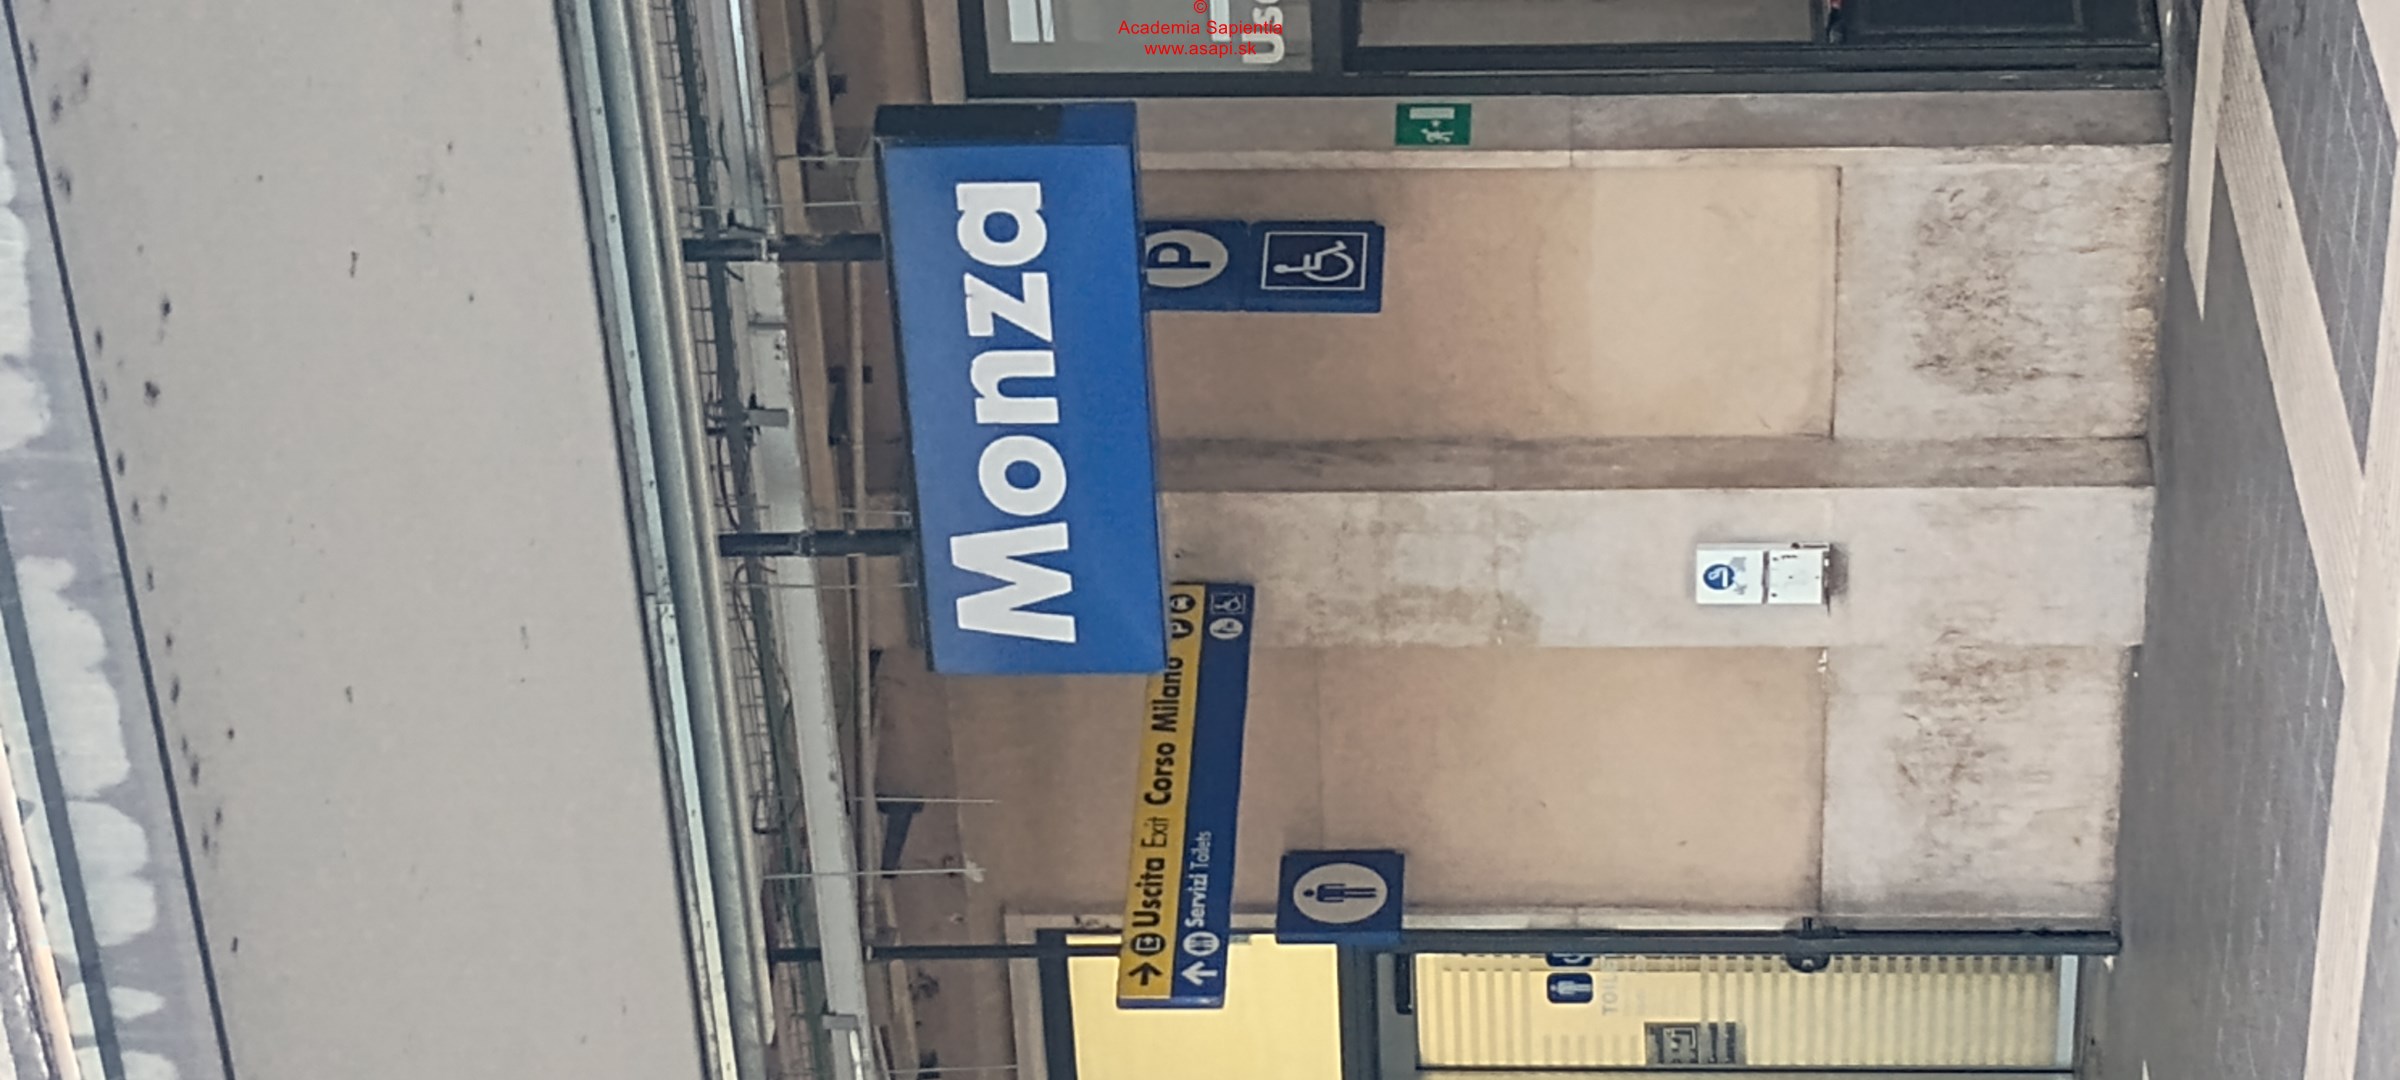 ©
Academia Sapientia
www.asapi.sk
Monza
P
Uscita Exit Corso Milano P
Servizi Toilets